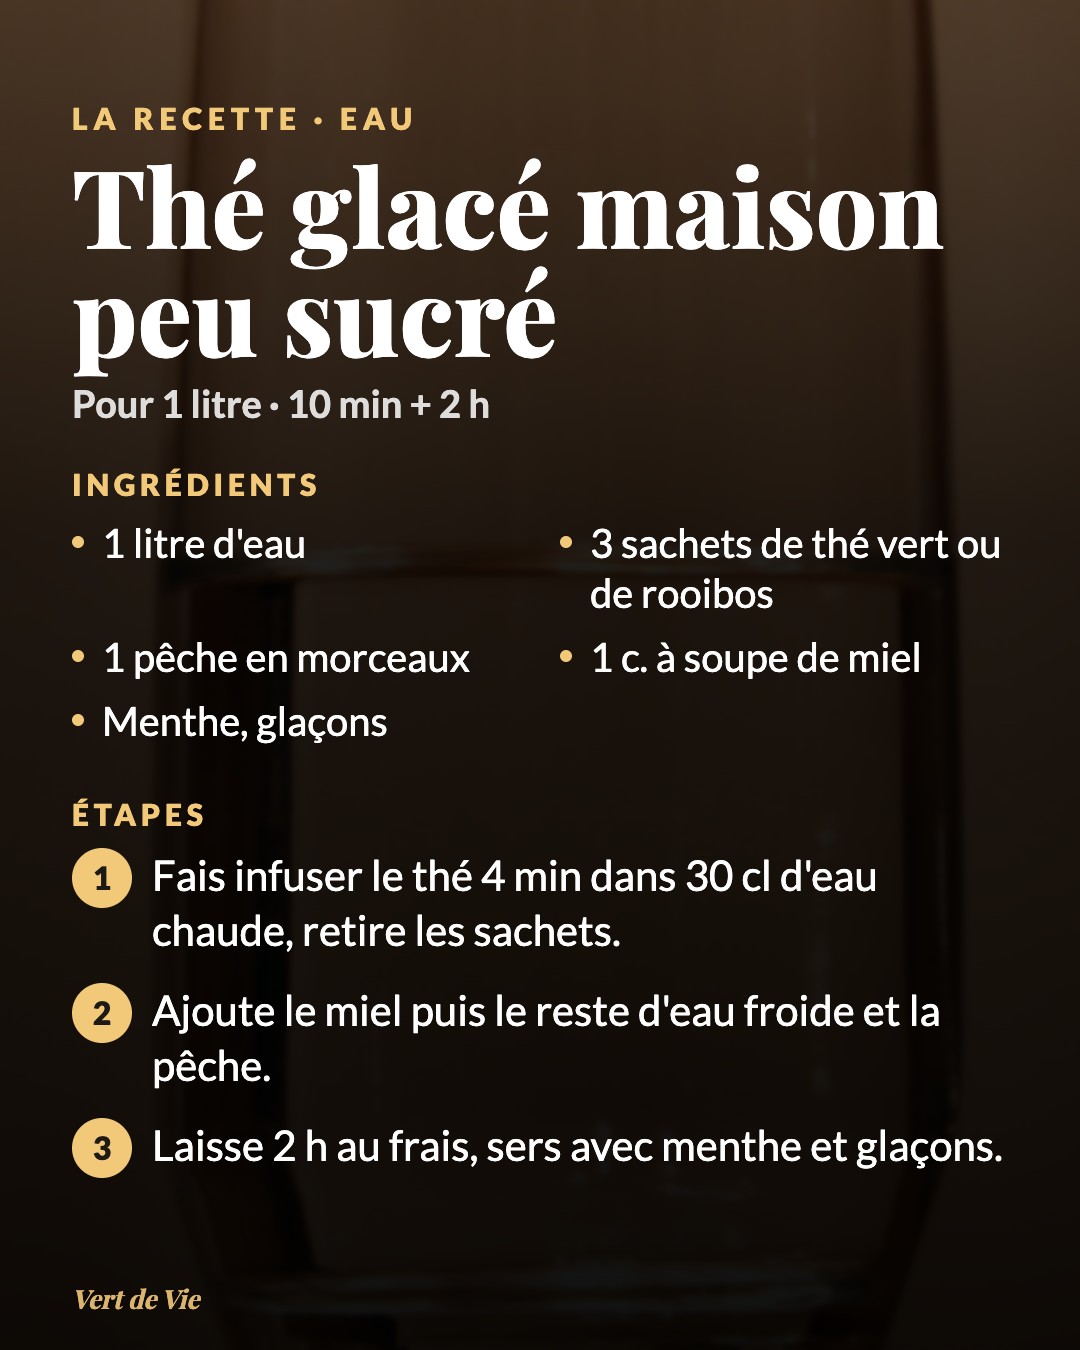 LA RECETTE · EAU
Thé glacé maison
peu sucré
Pour 1 litre · 10 min + 2 h
INGRÉDIENTS
• 1 litre d'eau
• 3 sachets de thé vert ou
de rooibos
• 1 pêche en morceaux
• 1 c. à soupe de miel
• Menthe, glaçons
ÉTAPES
1 Fais infuser le thé 4 min dans 30 cl d'eau
chaude, retire les sachets.
2 Ajoute le miel puis le reste d'eau froide et la
pêche.
3 Laisse 2 h au frais, sers avec menthe et glaçons.
Vert de Vie